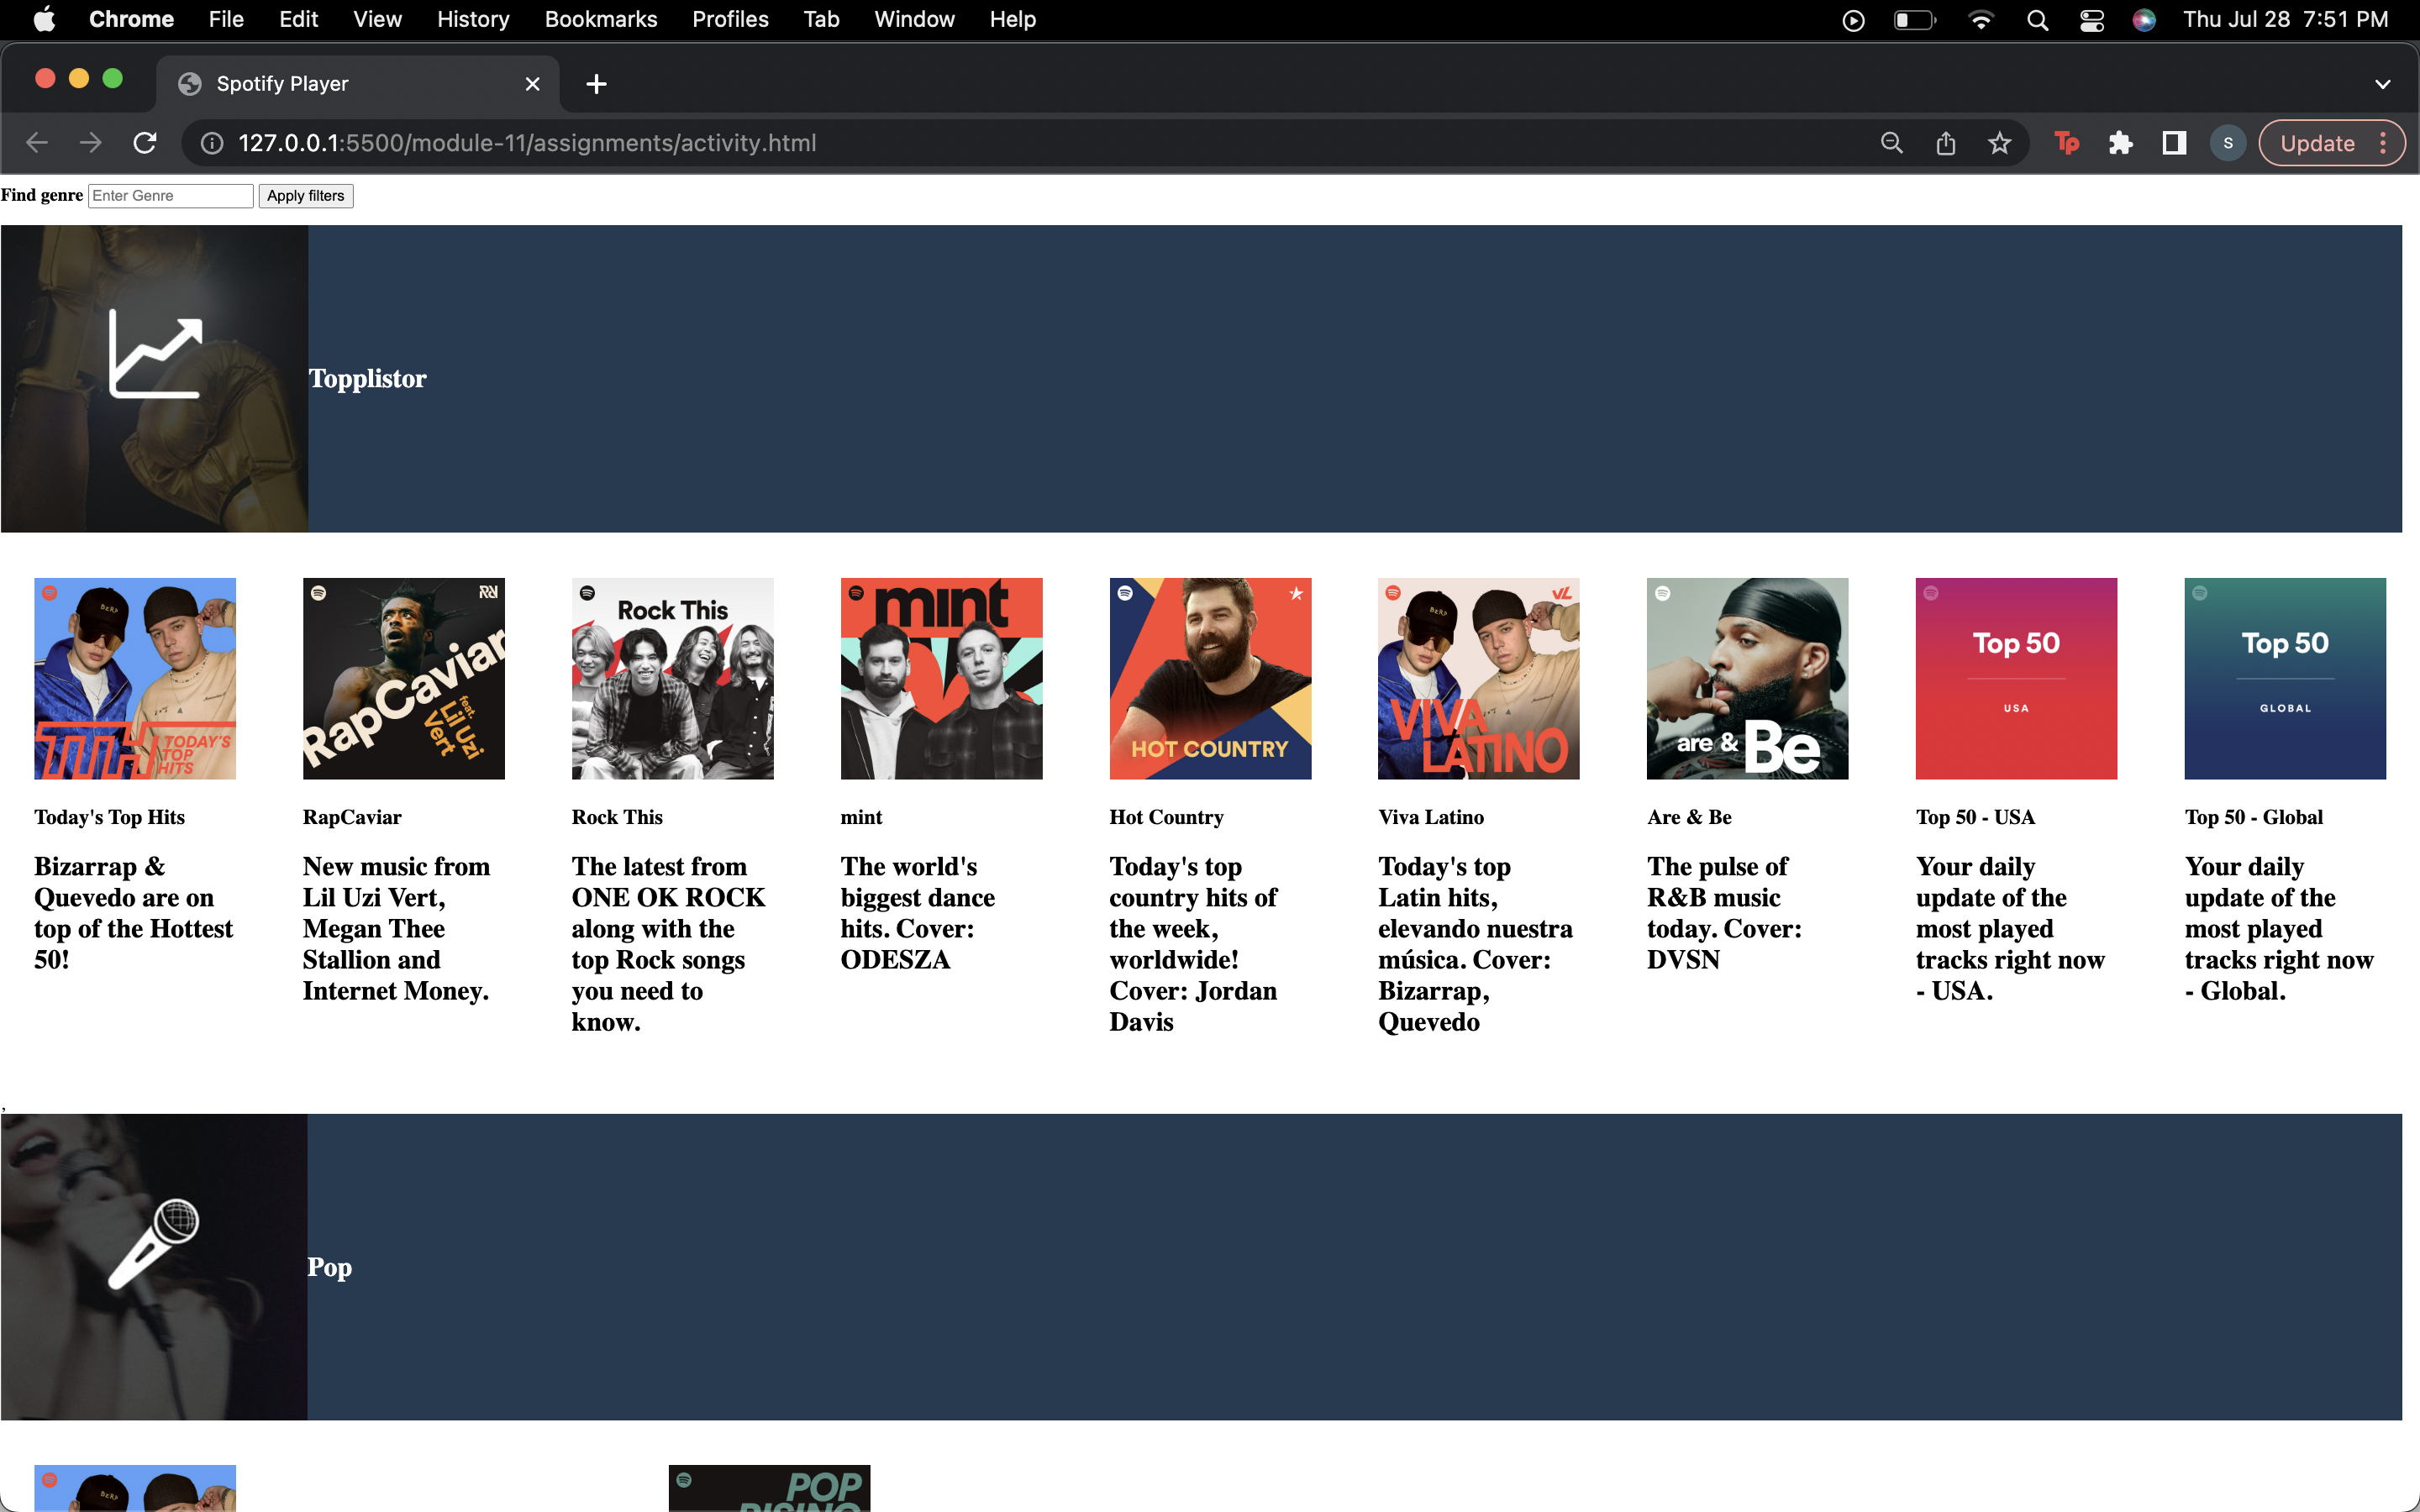 Chrome File Edit View History Bookmarks Profiles Tab Window Help Thu Jul 28 7:51 PM
Spotify Player
127.0.0.1:5500/module-11/assignments/activity.html Tp S Update
Find genre Enter Genre Apply filters
Topplistor
BERP
TTH TODAY'S
TOP
HITS
RapCaviar
feat.
Lil Uzi
Vert
Rock This
mint
HOT COUNTRY
VL
BERP
VIVA
LATINO
are & Be
Top 50
USA
Top 50
GLOBAL
Today's Top Hits
Bizarrap &
Quevedo are on
top of the Hottest
50!
RapCaviar
New music from
Lil Uzi Vert,
Megan Thee
Stallion and
Internet Money.
Rock This
The latest from
ONE OK ROCK
along with the
top Rock songs
you need to
know.
mint
The world's
biggest dance
hits. Cover:
ODESZA
Hot Country
Today's top
country hits of
the week,
worldwide!
Cover: Jordan
Davis
Viva Latino
Today's top
Latin hits,
elevando nuestra
música. Cover:
Bizarrap,
Quevedo
Are & Be
The pulse of
R&B music
today. Cover:
DVSN
Top 50 - USA
Your daily
update of the
most played
tracks right now
- USA.
Top 50 - Global
Your daily
update of the
most played
tracks right now
- Global.
,
Pop
BERP
POP
RISING